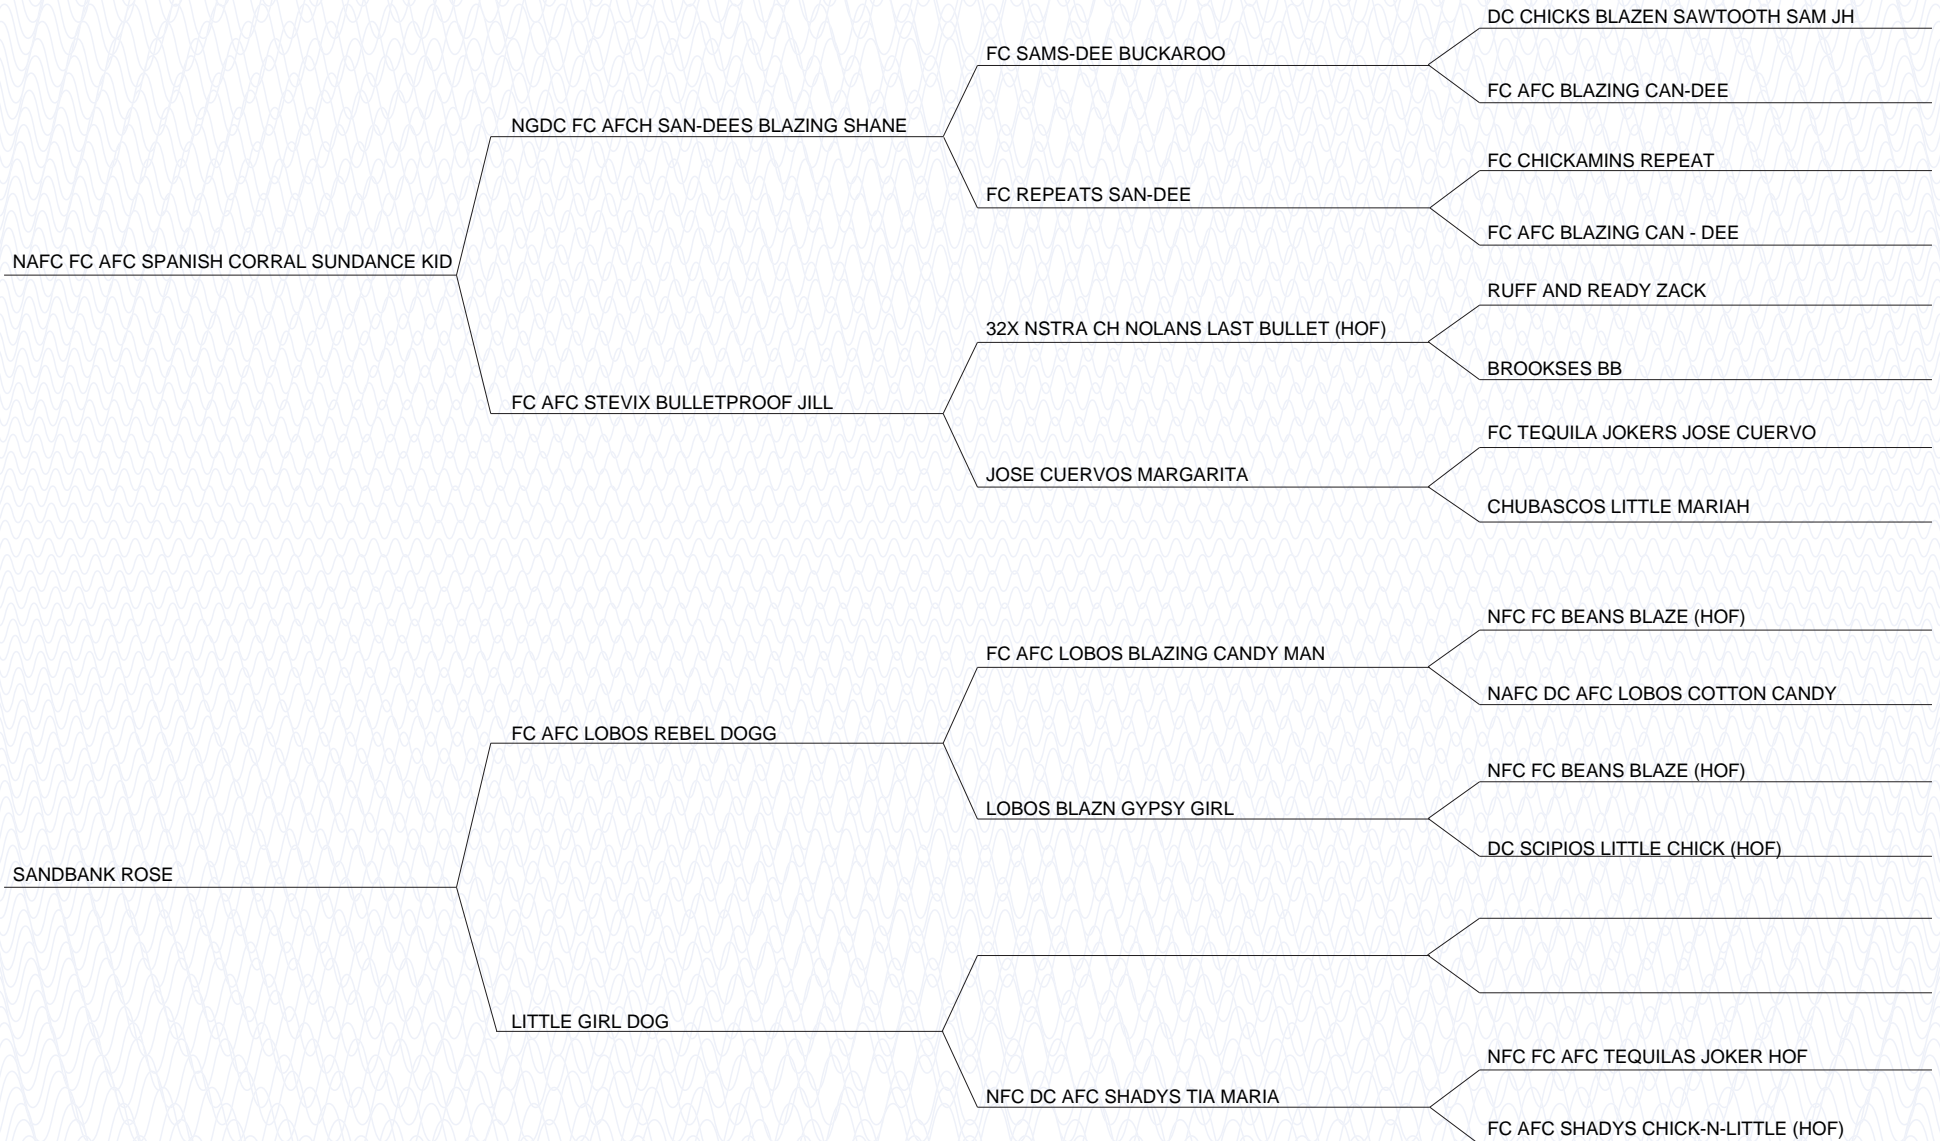 DC CHICKS BLAZEN SAWTOOTH SAM JH
FC SAMS-DEE BUCKAROO
FC AFC BLAZING CAN-DEE
NGDC FC AFCH SAN-DEES BLAZING SHANE
FC CHICKAMINS REPEAT
FC REPEATS SAN-DEE
FC AFC BLAZING CAN - DEE
NAFC FC AFC SPANISH CORRAL SUNDANCE KID
RUFF AND READY ZACK
32X NSTRA CH NOLANS LAST BULLET (HOF)
BROOKSES BB
FC AFC STEVIX BULLETPROOF JILL
FC TEQUILA JOKERS JOSE CUERVO
JOSE CUERVOS MARGARITA
CHUBASCOS LITTLE MARIAH
NFC FC BEANS BLAZE (HOF)
FC AFC LOBOS BLAZING CANDY MAN
NAFC DC AFC LOBOS COTTON CANDY
FC AFC LOBOS REBEL DOGG
NFC FC BEANS BLAZE (HOF)
LOBOS BLAZN GYPSY GIRL
DC SCIPIOS LITTLE CHICK (HOF)
SANDBANK ROSE
LITTLE GIRL DOG
NFC FC AFC TEQUILAS JOKER HOF
NFC DC AFC SHADYS TIA MARIA
FC AFC SHADYS CHICK-N-LITTLE (HOF)